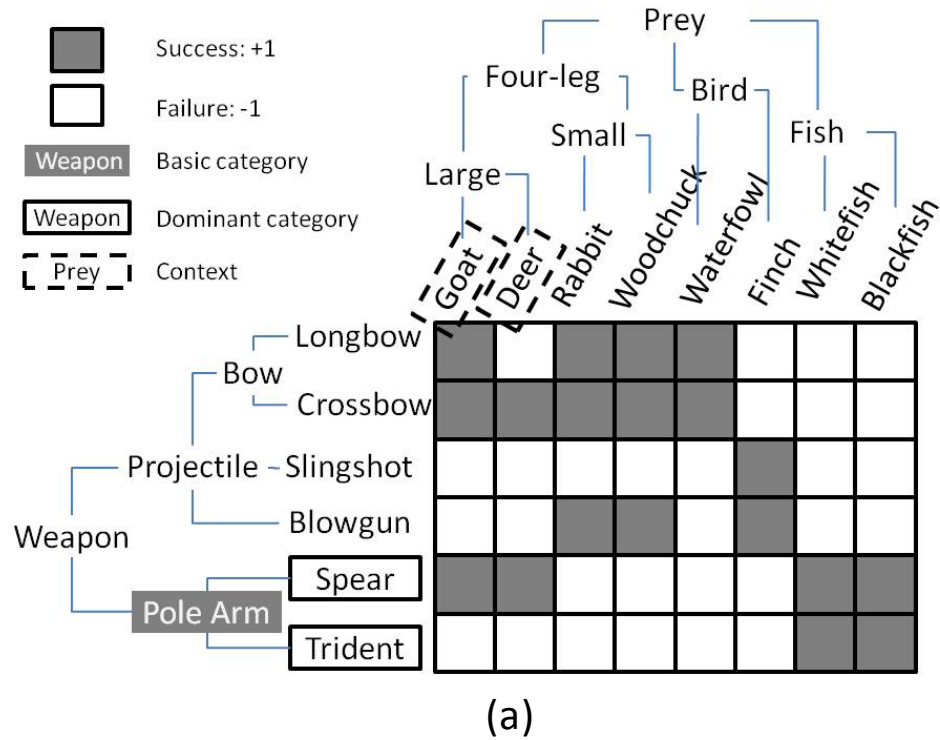 Success: +1
Failure: -1
Weapon Basic category
Weapon Dominant category
Prey Context
Prey
Four-leg
Bird
Small
Fish
Large
Goat
Deer
Rabbit
Woodchuck
Waterfowl
Finch
Whitefish
Blackfish
Longbow
Bow
Crossbow
Projectile
Slingshot
Blowgun
Weapon
Spear
Pole Arm
Trident
(a)